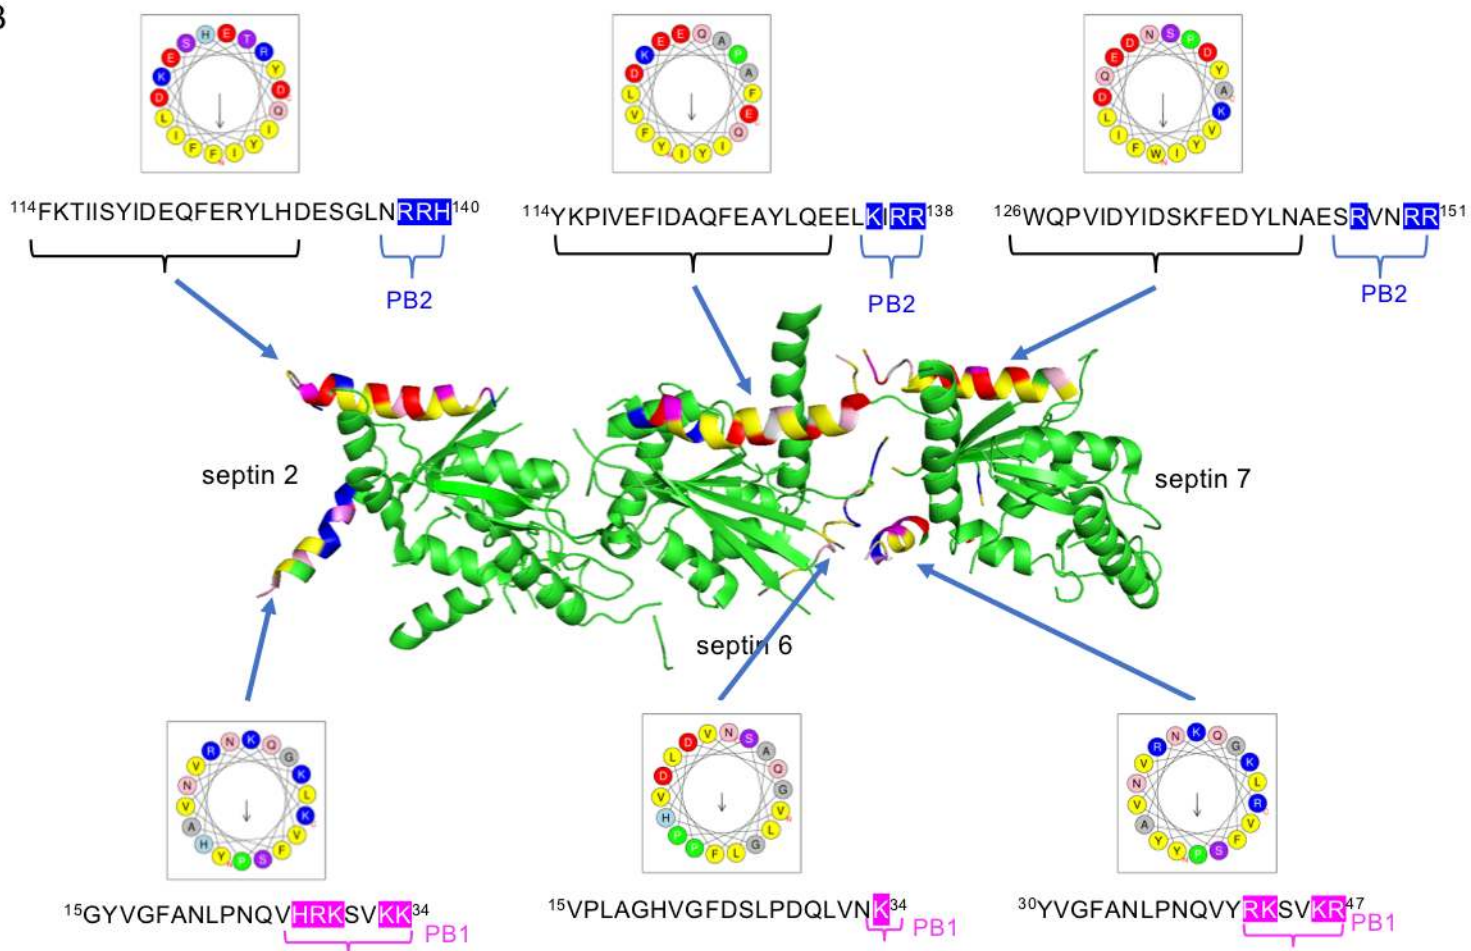 S H E T R Y D Q I Y I F F I L D K E
K E E Q A P A F E Q I Y I Y F V L D
E D N S P D Y A K V Y I W F I L D Q
114FKTIISYIDEQFERYLHDESGLNRRH140
114YKPIVEFIDAQFEAYLQEELKIRR138
126WQPVIDYIDSKFEDYLNAESRVNRR151
PB2
PB2
PB2
septin 2
septin 6
septin 7
R N K Q G K L K V F S P Y H A V N V
L D V N S A Q G V L G L F P P H V D
R N K Q G K L R V F S P Y Y A V N V
15GYVGFANLPNQVHRKSVKK34
PB1
15VPLAGHVGFDSLPDQLVNK34
PB1
30YVGFANLPNQVYRKSVKR47
PB1